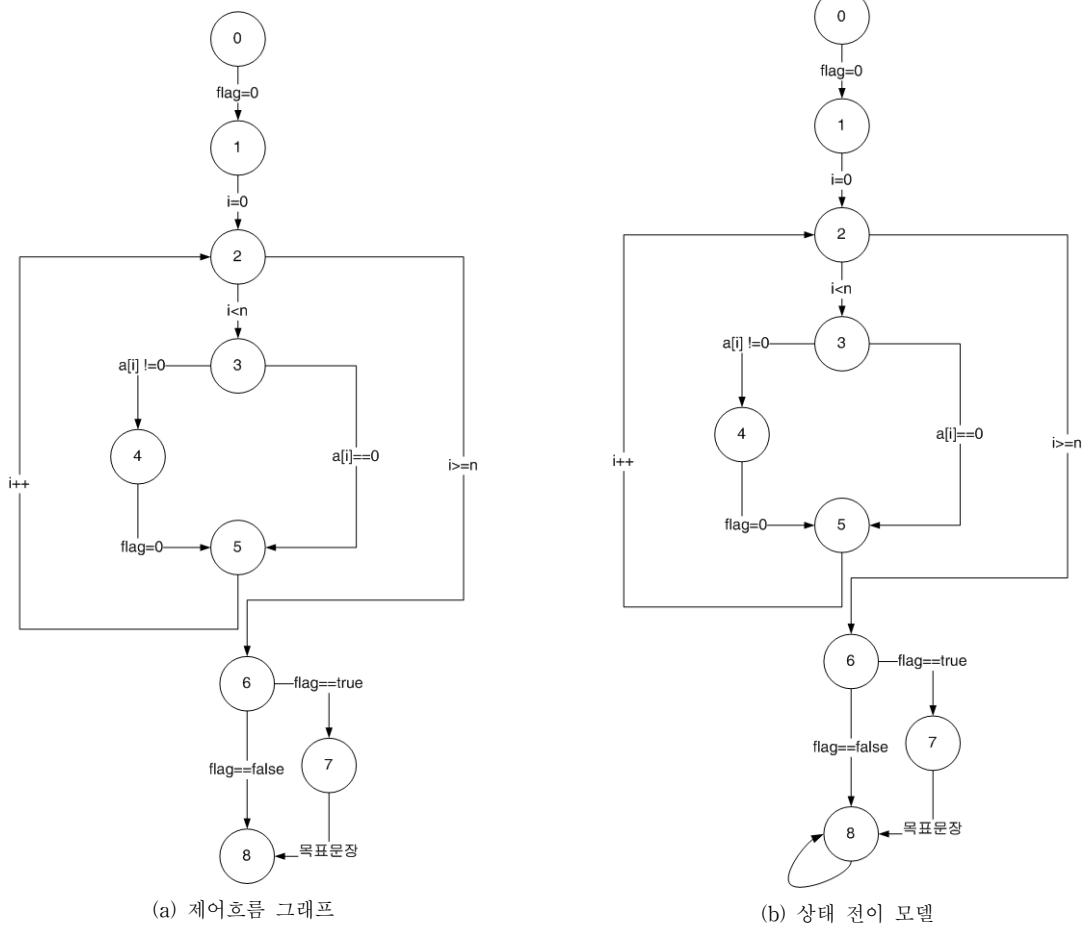 0
flag=0
1
i=0
2
i<n
3
a[i] !=0
4
a[i]==0
i>=n
i++
flag=0
5
6
flag==true
flag==false
7
8
목표문장
(a) 제어흐름 그래프
0
flag=0
1
i=0
2
i<n
3
a[i] !=0
4
a[i]==0
i>=n
i++
flag=0
5
6
flag==true
flag==false
7
8
목표문장
(b) 상태 전이 모델